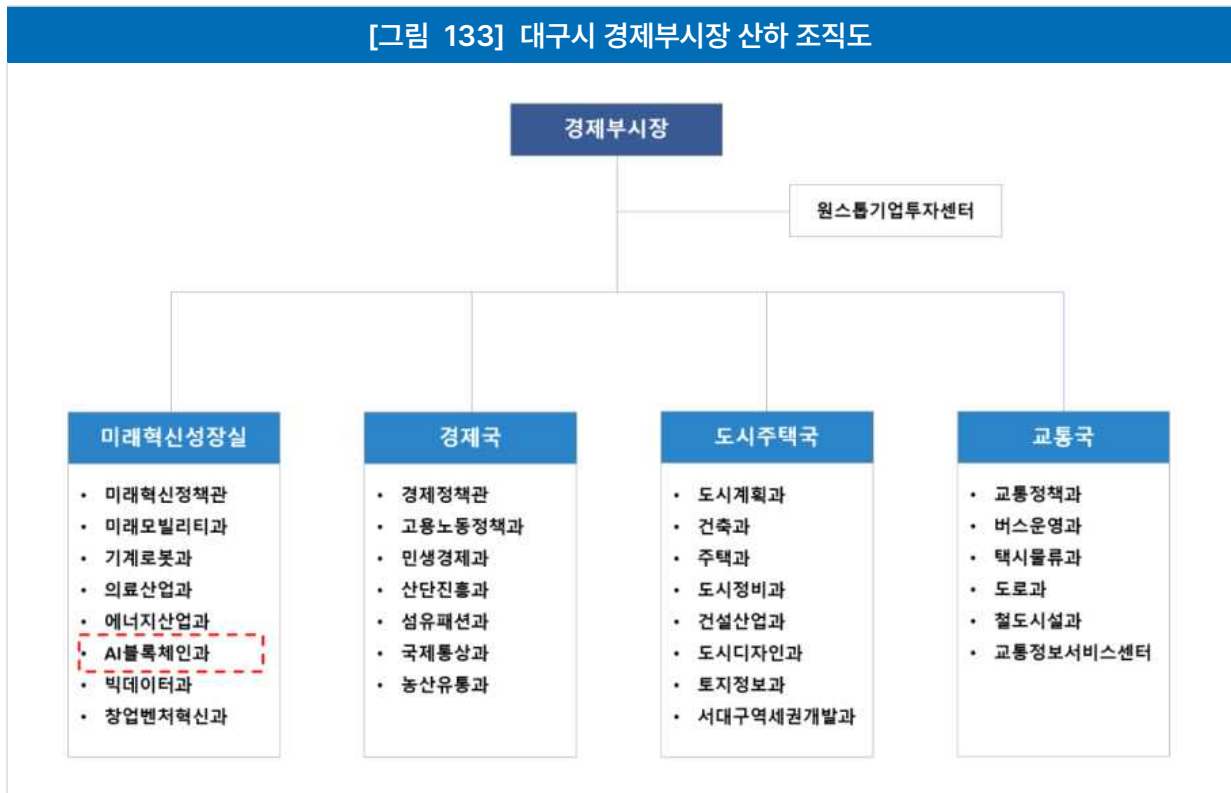 [그림 133] 대구시 경제부시장 산하 조직도
경제부시장
원스톱기업투자센터
미래혁신성장실
• 미래혁신정책관
• 미래모빌리티과
• 기계로봇과
• 의료산업과
• 에너지산업과
• AI블록체인과
• 빅데이터과
• 창업벤처혁신과
경제국
• 경제정책관
• 고용노동정책과
• 민생경제과
• 산단진흥과
• 섬유패션과
• 국제통상과
• 농산유통과
도시주택국
• 도시계획과
• 건축과
• 주택과
• 도시정비과
• 건설산업과
• 도시디자인과
• 토지정보과
• 서대구역세권개발과
교통국
• 교통정책과
• 버스운영과
• 택시물류과
• 도로과
• 철도시설과
• 교통정보서비스센터